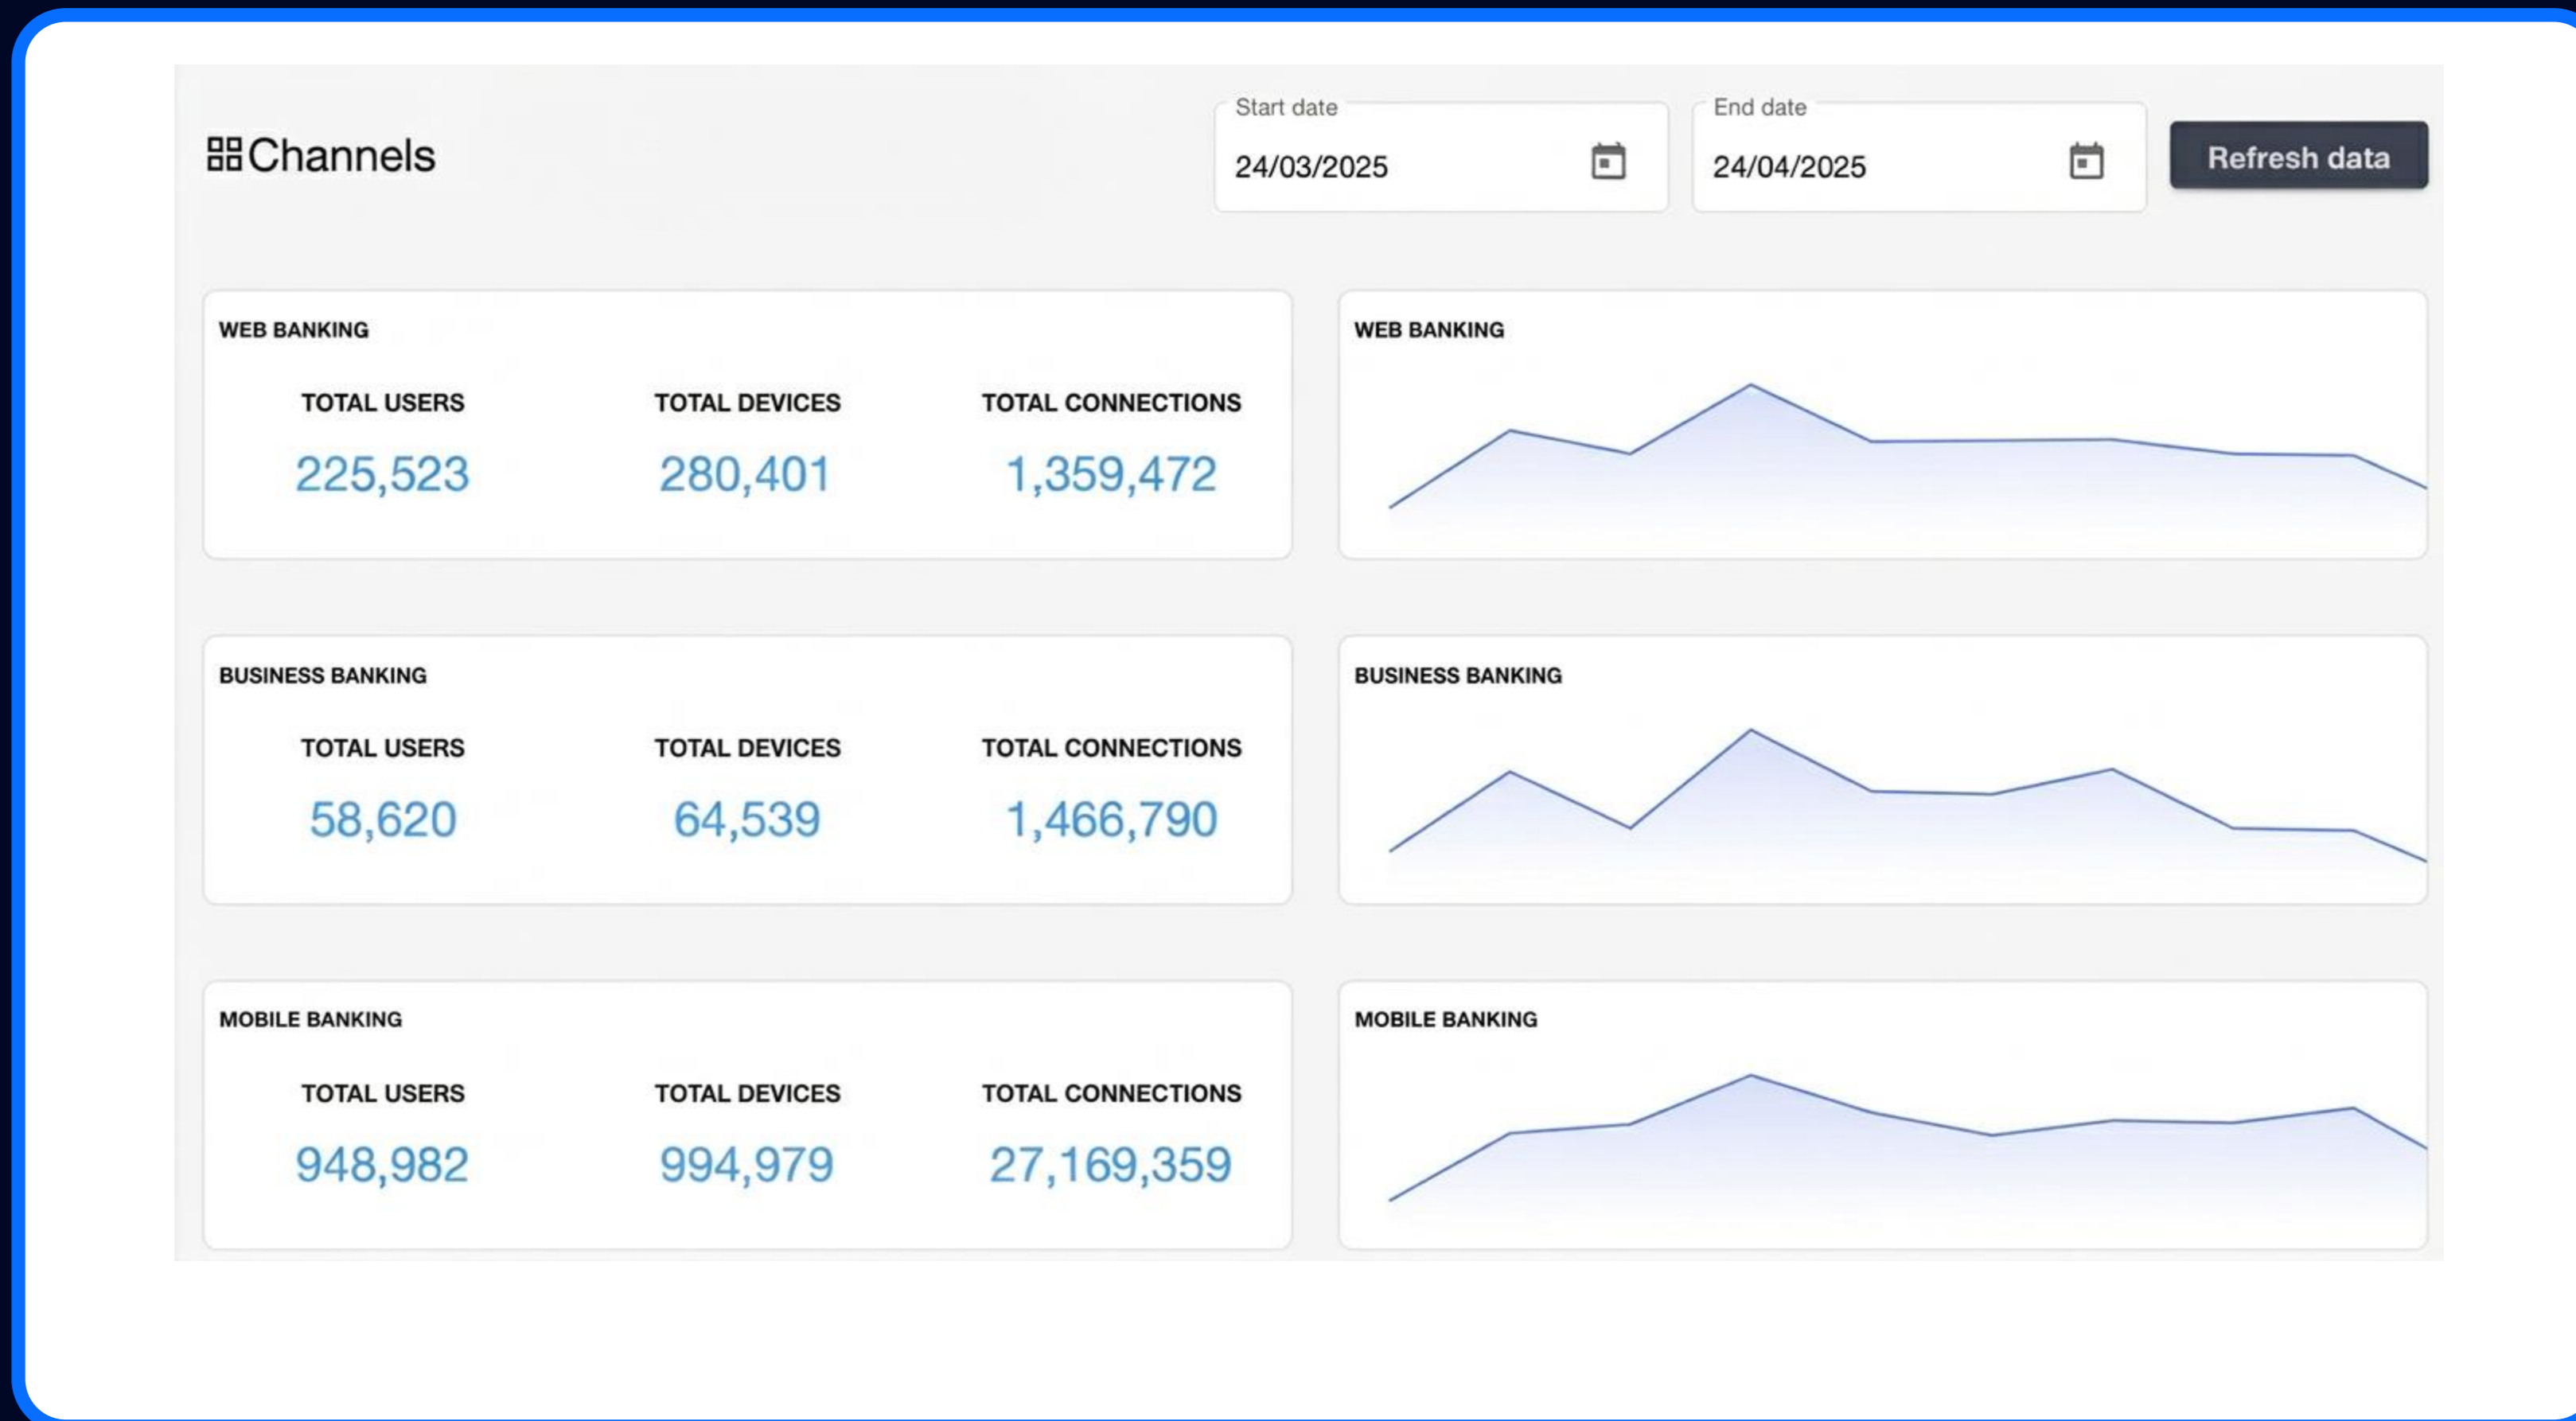 Channels
Start date
24/03/2025
End date
24/04/2025
Refresh data
WEB BANKING
TOTAL USERS TOTAL DEVICES TOTAL CONNECTIONS
225,523 280,401 1,359,472
WEB BANKING
BUSINESS BANKING
TOTAL USERS TOTAL DEVICES TOTAL CONNECTIONS
58,620 64,539 1,466,790
BUSINESS BANKING
MOBILE BANKING
TOTAL USERS TOTAL DEVICES TOTAL CONNECTIONS
948,982 994,979 27,169,359
MOBILE BANKING